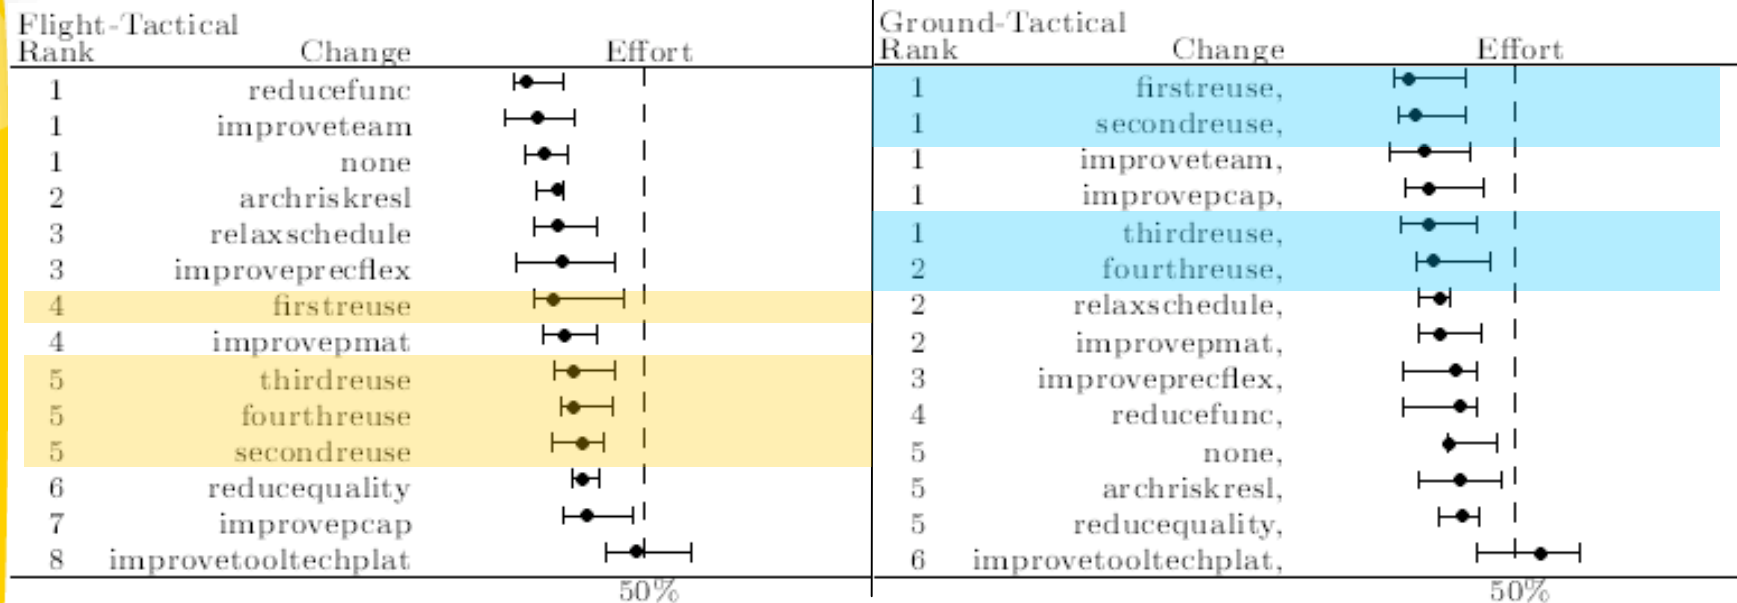 Flight-Tactical
Rank Change Effort
1 reducefunc
1 improveteam
1 none
2 archriskresl
3 relaxschedule
3 improveprecflex
4 firstreuse
4 improvepmat
5 thirdreuse
5 fourthreuse
5 secondreuse
6 reducequality
7 improvepcap
8 improvetooltechplat
50%
Ground-Tactical
Rank Change Effort
1 firstreuse,
1 secondreuse,
1 improveteam,
1 improvepcap,
1 thirdreuse,
2 fourthreuse,
2 relaxschedule,
2 improvepmat,
3 improveprecflex,
4 reducefunc,
5 none,
5 archriskresl,
5 reducequality,
6 improvetooltechplat,
50%